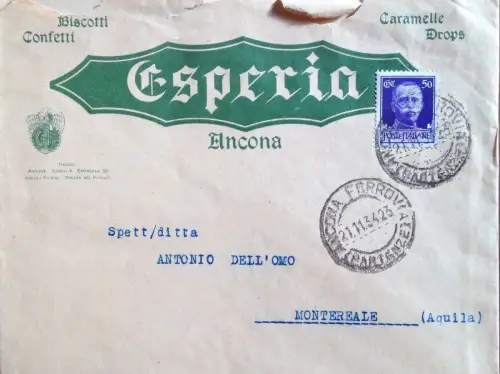 Biscotti
Confetti
Caramelle
Drops
Esperia
Ancona
CENT. 50
POSTE ITALIANE
ANCONA FERROVIA
21.11.34.23
(PARTENZE)
Spett/ditta
ANTONIO DELL'OMO
MONTEREALE (Aquila)